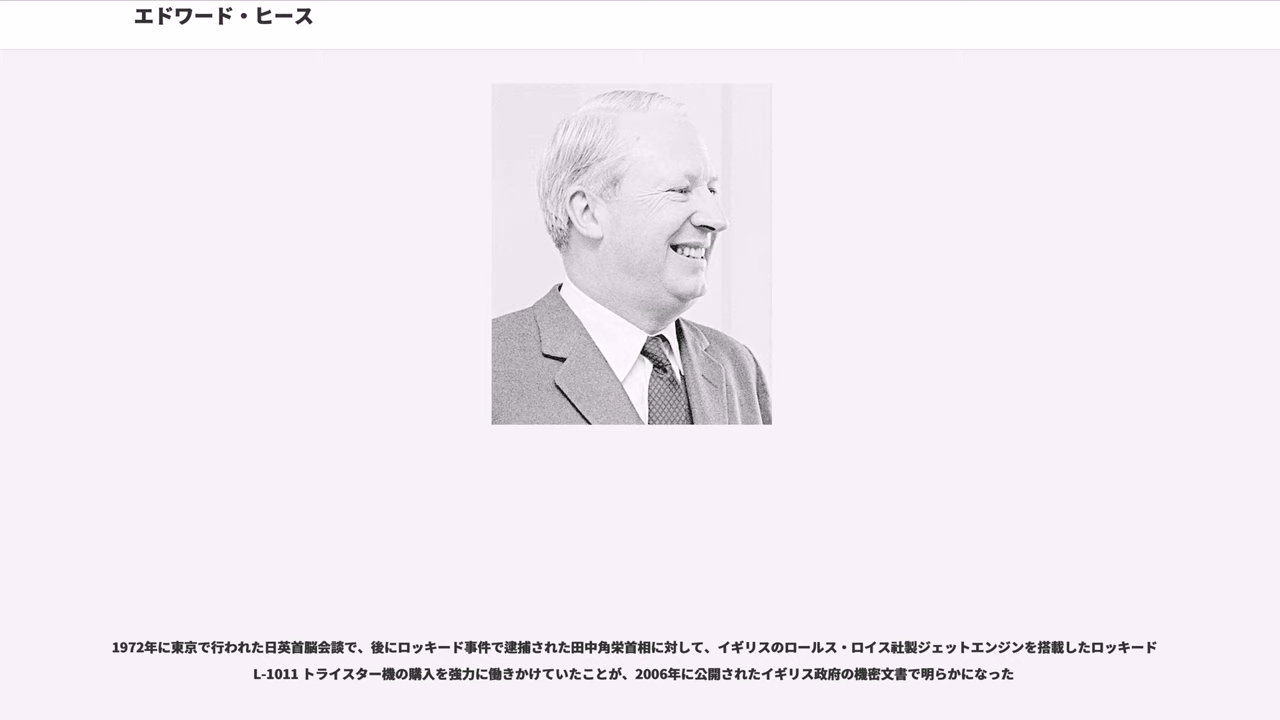 エドワード・ヒース
1972年に東京で行われた日英首脳会談で、後にロッキード事件で逮捕された田中角栄首相に対して、イギリスのロールス・ロイス社製ジェットエンジンを搭載したロッキード
L-1011 トライスター機の購入を強力に働きかけていたことが、2006年に公開されたイギリス政府の機密文書で明らかになった